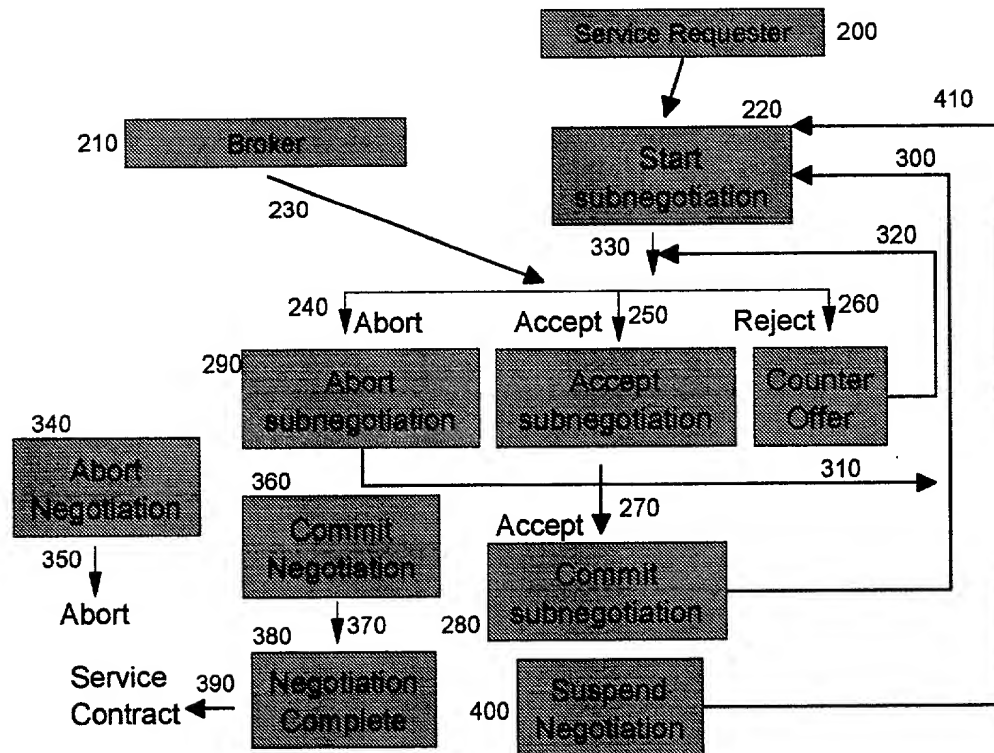 Service Requester
200
220
410
210
Broker
Start
subnegotiation
300
230
330
320
240
Abort
Accept
250
Reject
260
290
Abort
subnegotiation
Accept
subnegotiation
Counter
Offer
340
Abort
Negotiation
310
360
270
Commit
Negotiation
Accept
350
Commit
subnegotiation
Abort
370
280
380
Service
Contract
390
Negotiation
Complete
400
Suspend
Negotiation